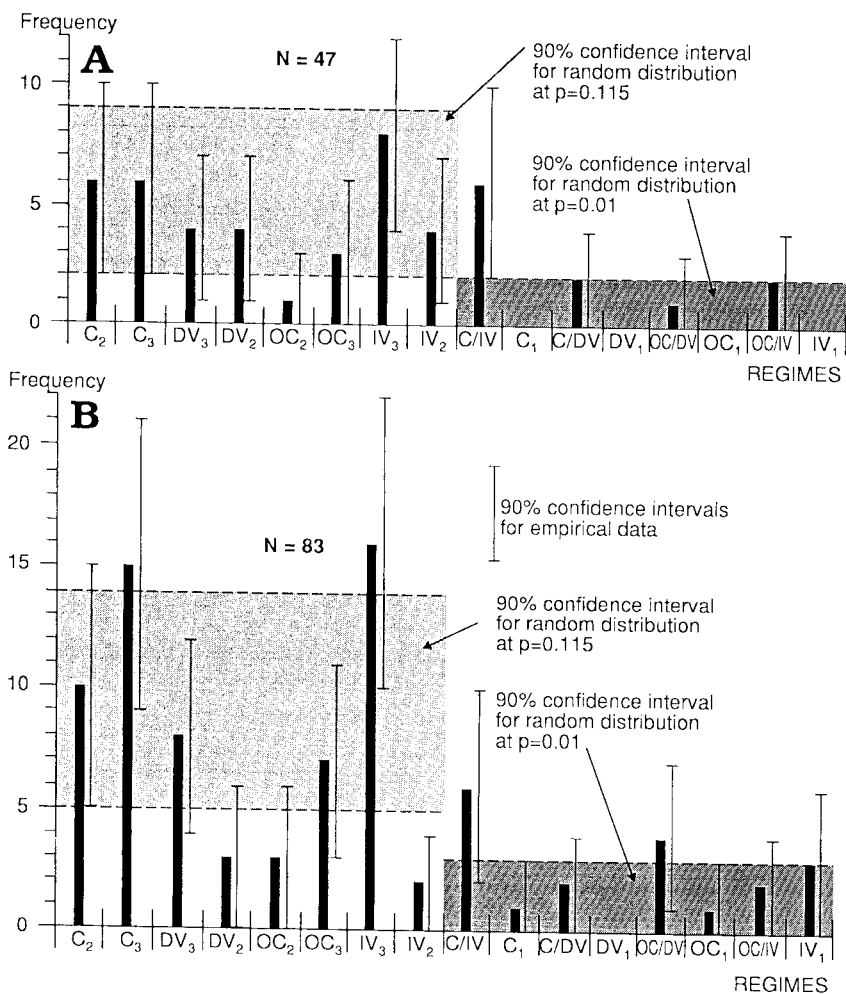 Frequency
A
N = 47
90% confidence interval
for random distribution
at p=0.115
90% confidence interval
for random distribution
at p=0.01
10
5
0
C₂ C₃ DV₃ DV₂ OC₂ OC₃ IV₃ IV₂ C/IV C₁ C/DV DV₁ OC/DV OC₁ OC/IV IV₁
REGIMES
Frequency
B
N = 83
90% confidence intervals
for empirical data
90% confidence interval
for random distribution
at p=0.115
90% confidence interval
for random distribution
at p=0.01
20
15
10
5
0
C₂ C₃ DV₃ DV₂ OC₂ OC₃ IV₃ IV₂ C/IV C₁ C/DV DV₁ OC/DV OC₁ OC/IV IV₁
REGIMES